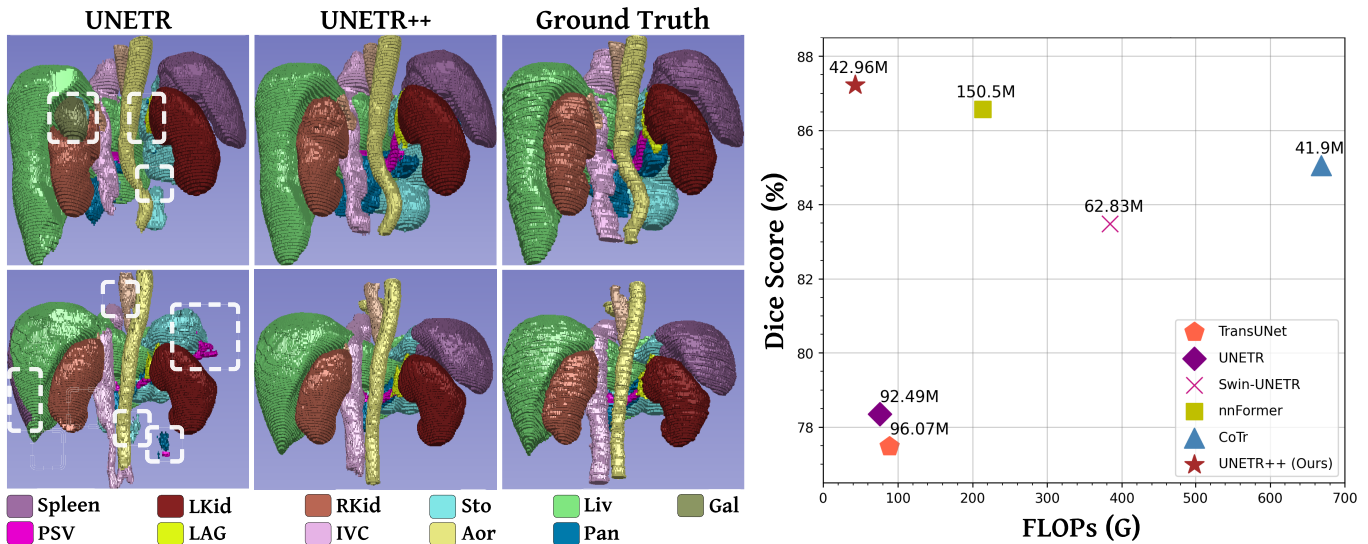 UNETR UNETR++ Ground Truth
Spleen LKid RKid Sto Liv Gal
PSV LAG IVC Aor Pan
Dice Score (%)
88
86
84
82
80
78
42.96M
150.5M
41.9M
62.83M
92.49M
96.07M
TransUNet
UNETR
Swin-UNETR
nnFormer
CoTr
UNETR++ (Ours)
0 100 200 300 400 500 600 700
FLOPs (G)